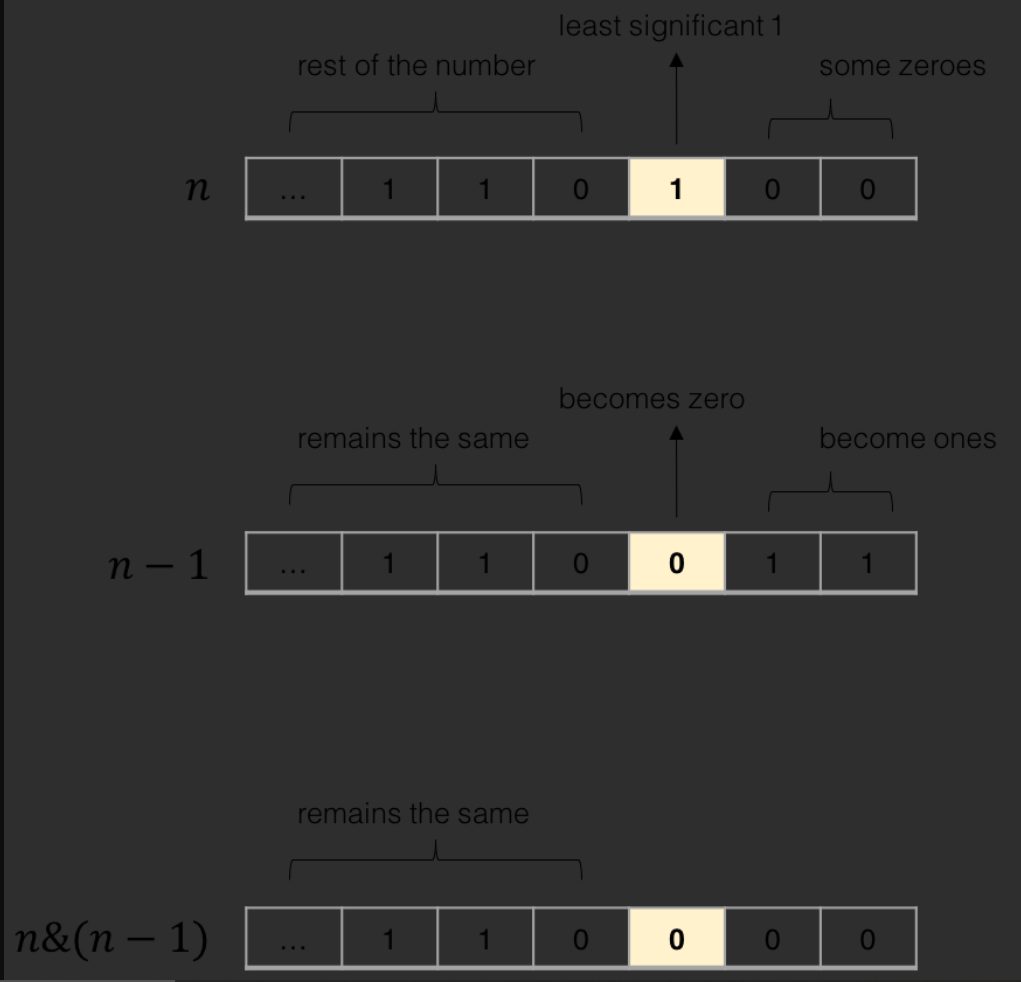 least significant 1
rest of the number
some zeroes
n ... 1 1 0 1 0 0
becomes zero
remains the same
become ones
n − 1 ... 1 1 0 0 1 1
remains the same
n&(n − 1) ... 1 1 0 0 0 0